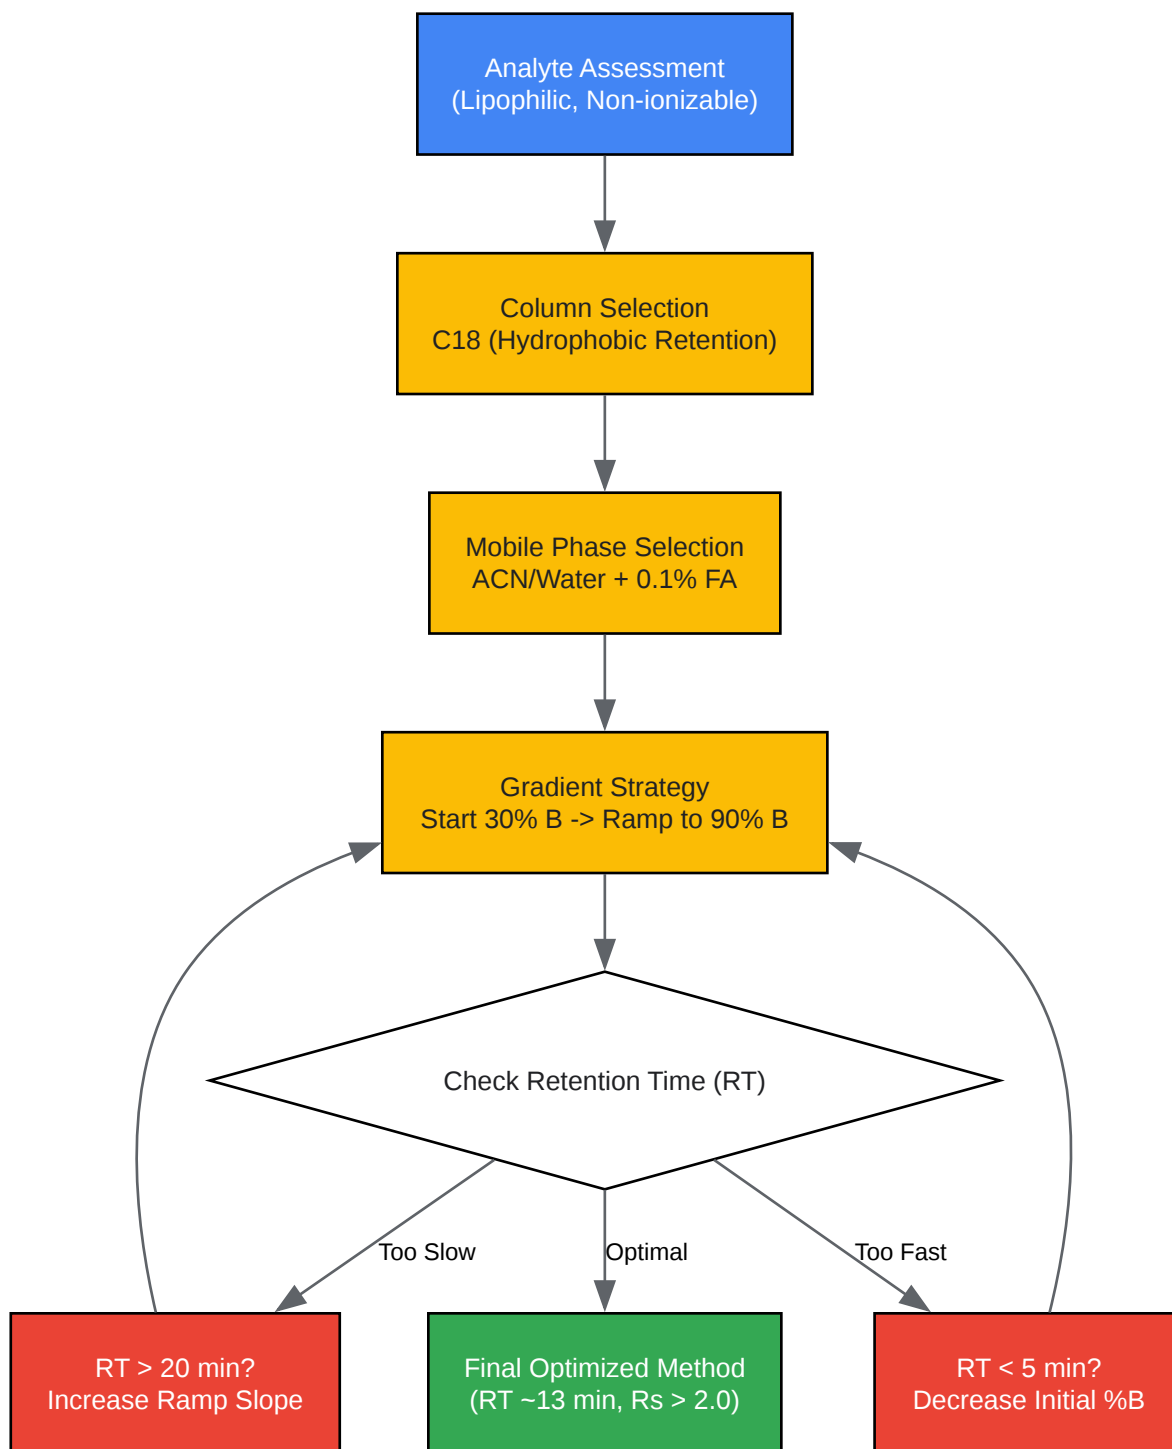 Analyte Assessment
(Lipophilic, Non-ionizable)
Column Selection
C18 (Hydrophobic Retention)
Mobile Phase Selection
ACN/Water + 0.1% FA
Gradient Strategy
Start 30% B -> Ramp to 90% B
Check Retention Time (RT)
Too Slow
Optimal
Too Fast
RT > 20 min?
Increase Ramp Slope
Final Optimized Method
(RT ~13 min, Rs > 2.0)
RT < 5 min?
Decrease Initial %B